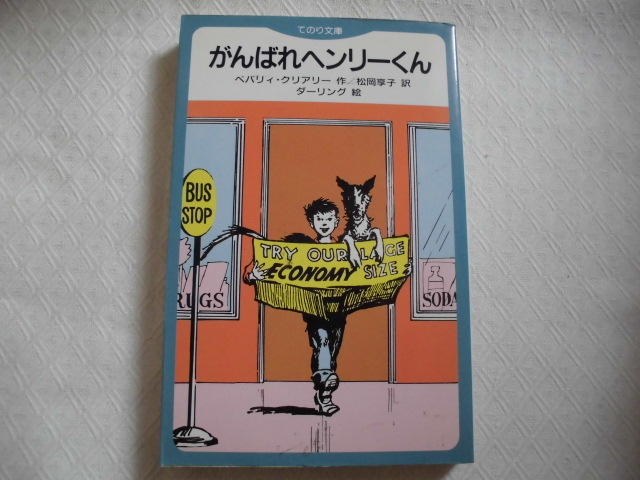 てのり文庫
がんばれヘンリーくん
ベバリィ・クリアリー 作／松岡享子 訳
ダーリング 絵
BUS
STOP
TRY OUR LAGE
ECONOMY SIZE
RUGS
SODA